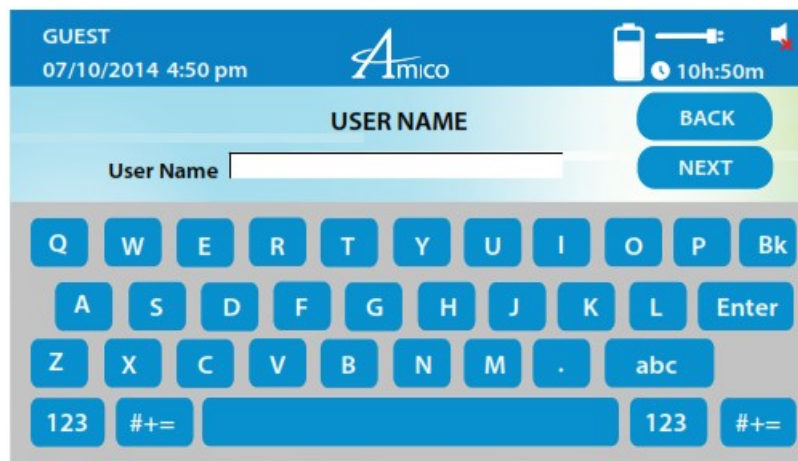 GUEST
07/10/2014 4:50 pm
Amico
10h:50m
USER NAME
BACK
User Name
NEXT
Q W E R T Y U I O P Bk
A S D F G H J K L Enter
Z X C V B N M . abc
123 #+= 123 #+=